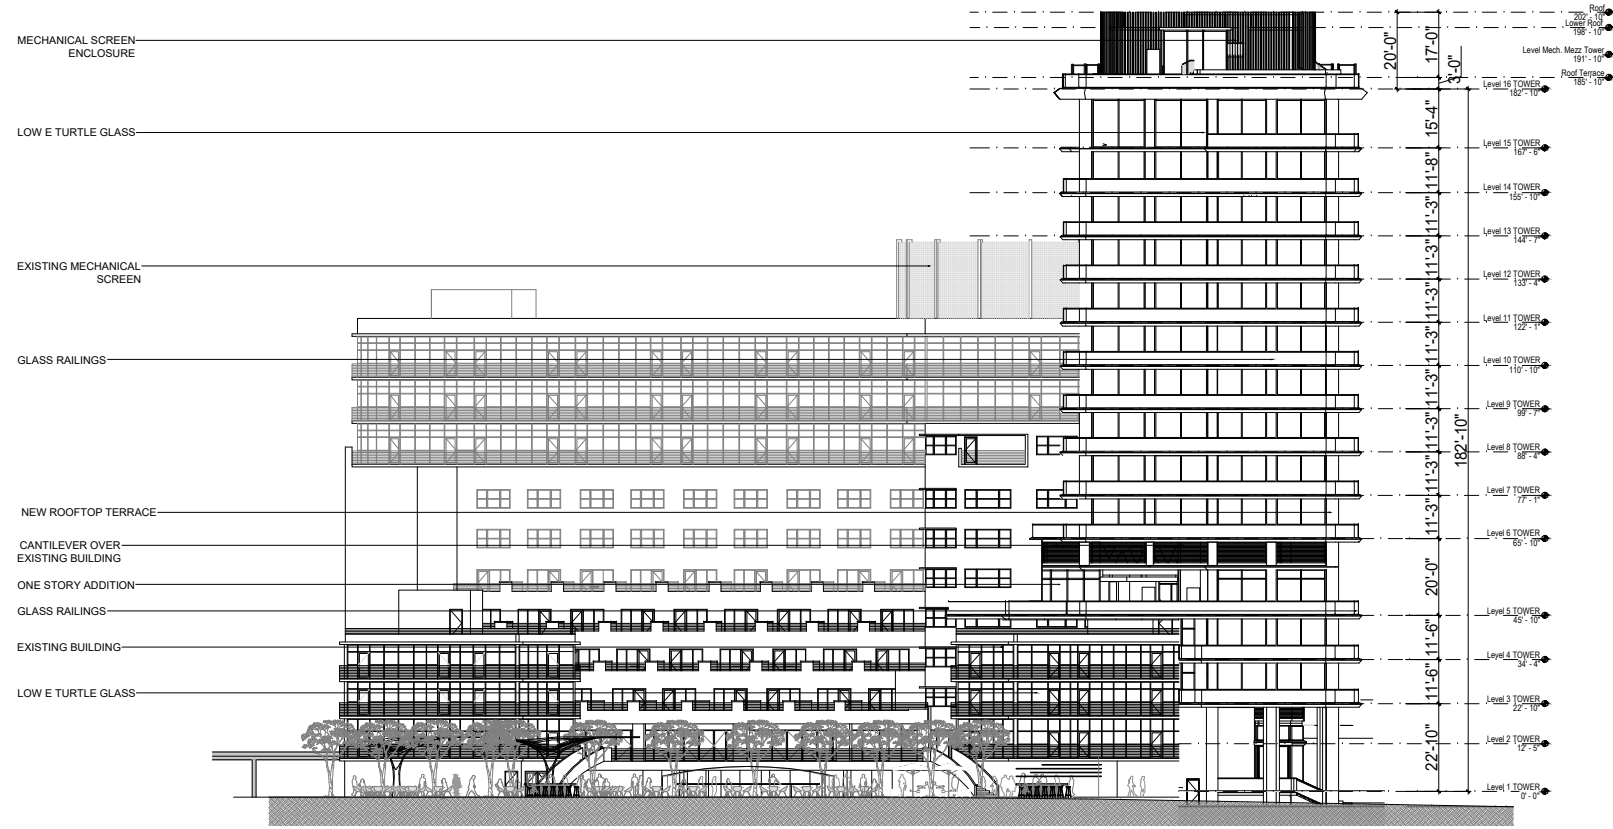 MECHANICAL SCREEN
ENCLOSURE
LOW E TURTLE GLASS
EXISTING MECHANICAL
SCREEN
GLASS RAILINGS
NEW ROOFTOP TERRACE
CANTILEVER OVER
EXISTING BUILDING
ONE STORY ADDITION
GLASS RAILINGS
EXISTING BUILDING
LOW E TURTLE GLASS
20'-0"
17'-0"
3'-0"
15'-4"
11'-8"
11'-3"
11'-3"
11'-3"
11'-3"
11'-3"
11'-3"
11'-3"
11'-3"
20'-0"
11'-6"
11'-6"
22'-10"
182'-10"
Roof
202' - 10"
Lower Roof
198' - 10"
Level Mech. Mezz Tower
191' - 10"
Roof Terrace
185' - 10"
Level 16 TOWER
182' - 10"
Level 15 TOWER
167' - 6"
Level 14 TOWER
155' - 10"
Level 13 TOWER
144' - 7"
Level 12 TOWER
133' - 4"
Level 11 TOWER
122' - 1"
Level 10 TOWER
110' - 10"
Level 9 TOWER
99' - 7"
Level 8 TOWER
88' - 4"
Level 7 TOWER
77' - 1"
Level 6 TOWER
65' - 10"
Level 5 TOWER
45' - 10"
Level 4 TOWER
34' - 4"
Level 3 TOWER
22' - 10"
Level 2 TOWER
12' - 5"
Level 1 TOWER
0' - 0"